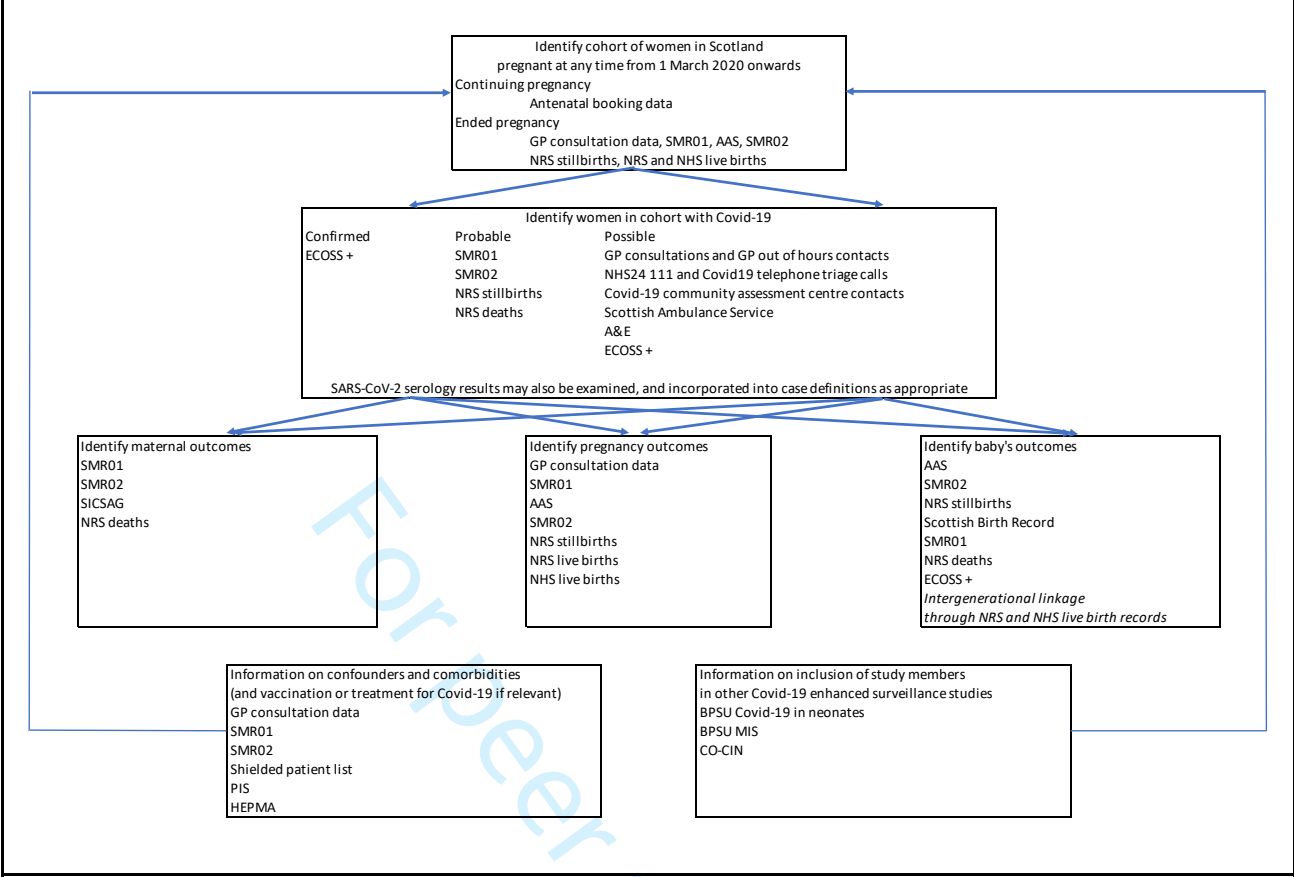 Identify cohort of women in Scotland
pregnant at any time from 1 March 2020 onwards
Continuing pregnancy
Antenatal booking data
Ended pregnancy
GP consultation data, SMR01, AAS, SMR02
NRS stillbirths, NRS and NHS live births
Identify women in cohort with Covid-19
Confirmed Probable Possible
ECOSS + SMR01 GP consultations and GP out of hours contacts
SMR02 NHS24 111 and Covid19 telephone triage calls
NRS stillbirths Covid-19 community assessment centre contacts
NRS deaths Scottish Ambulance Service
A&E
ECOSS +
SARS-CoV-2 serology results may also be examined, and incorporated into case definitions as appropriate
Identify maternal outcomes
SMR01
SMR02
SICSAG
NRS deaths
Identify pregnancy outcomes
GP consultation data
SMR01
AAS
SMR02
NRS stillbirths
NRS live births
NHS live births
Identify baby's outcomes
AAS
SMR02
NRS stillbirths
Scottish Birth Record
SMR01
NRS deaths
ECOSS +
Intergenerational linkage
through NRS and NHS live birth records
Information on confounders and comorbidities
(and vaccination or treatment for Covid-19 if relevant)
GP consultation data
SMR01
SMR02
Shielded patient list
PIS
HEPMA
Information on inclusion of study members
in other Covid-19 enhanced surveillance studies
BPSU Covid-19 in neonates
BPSU MIS
CO-CIN
For peer